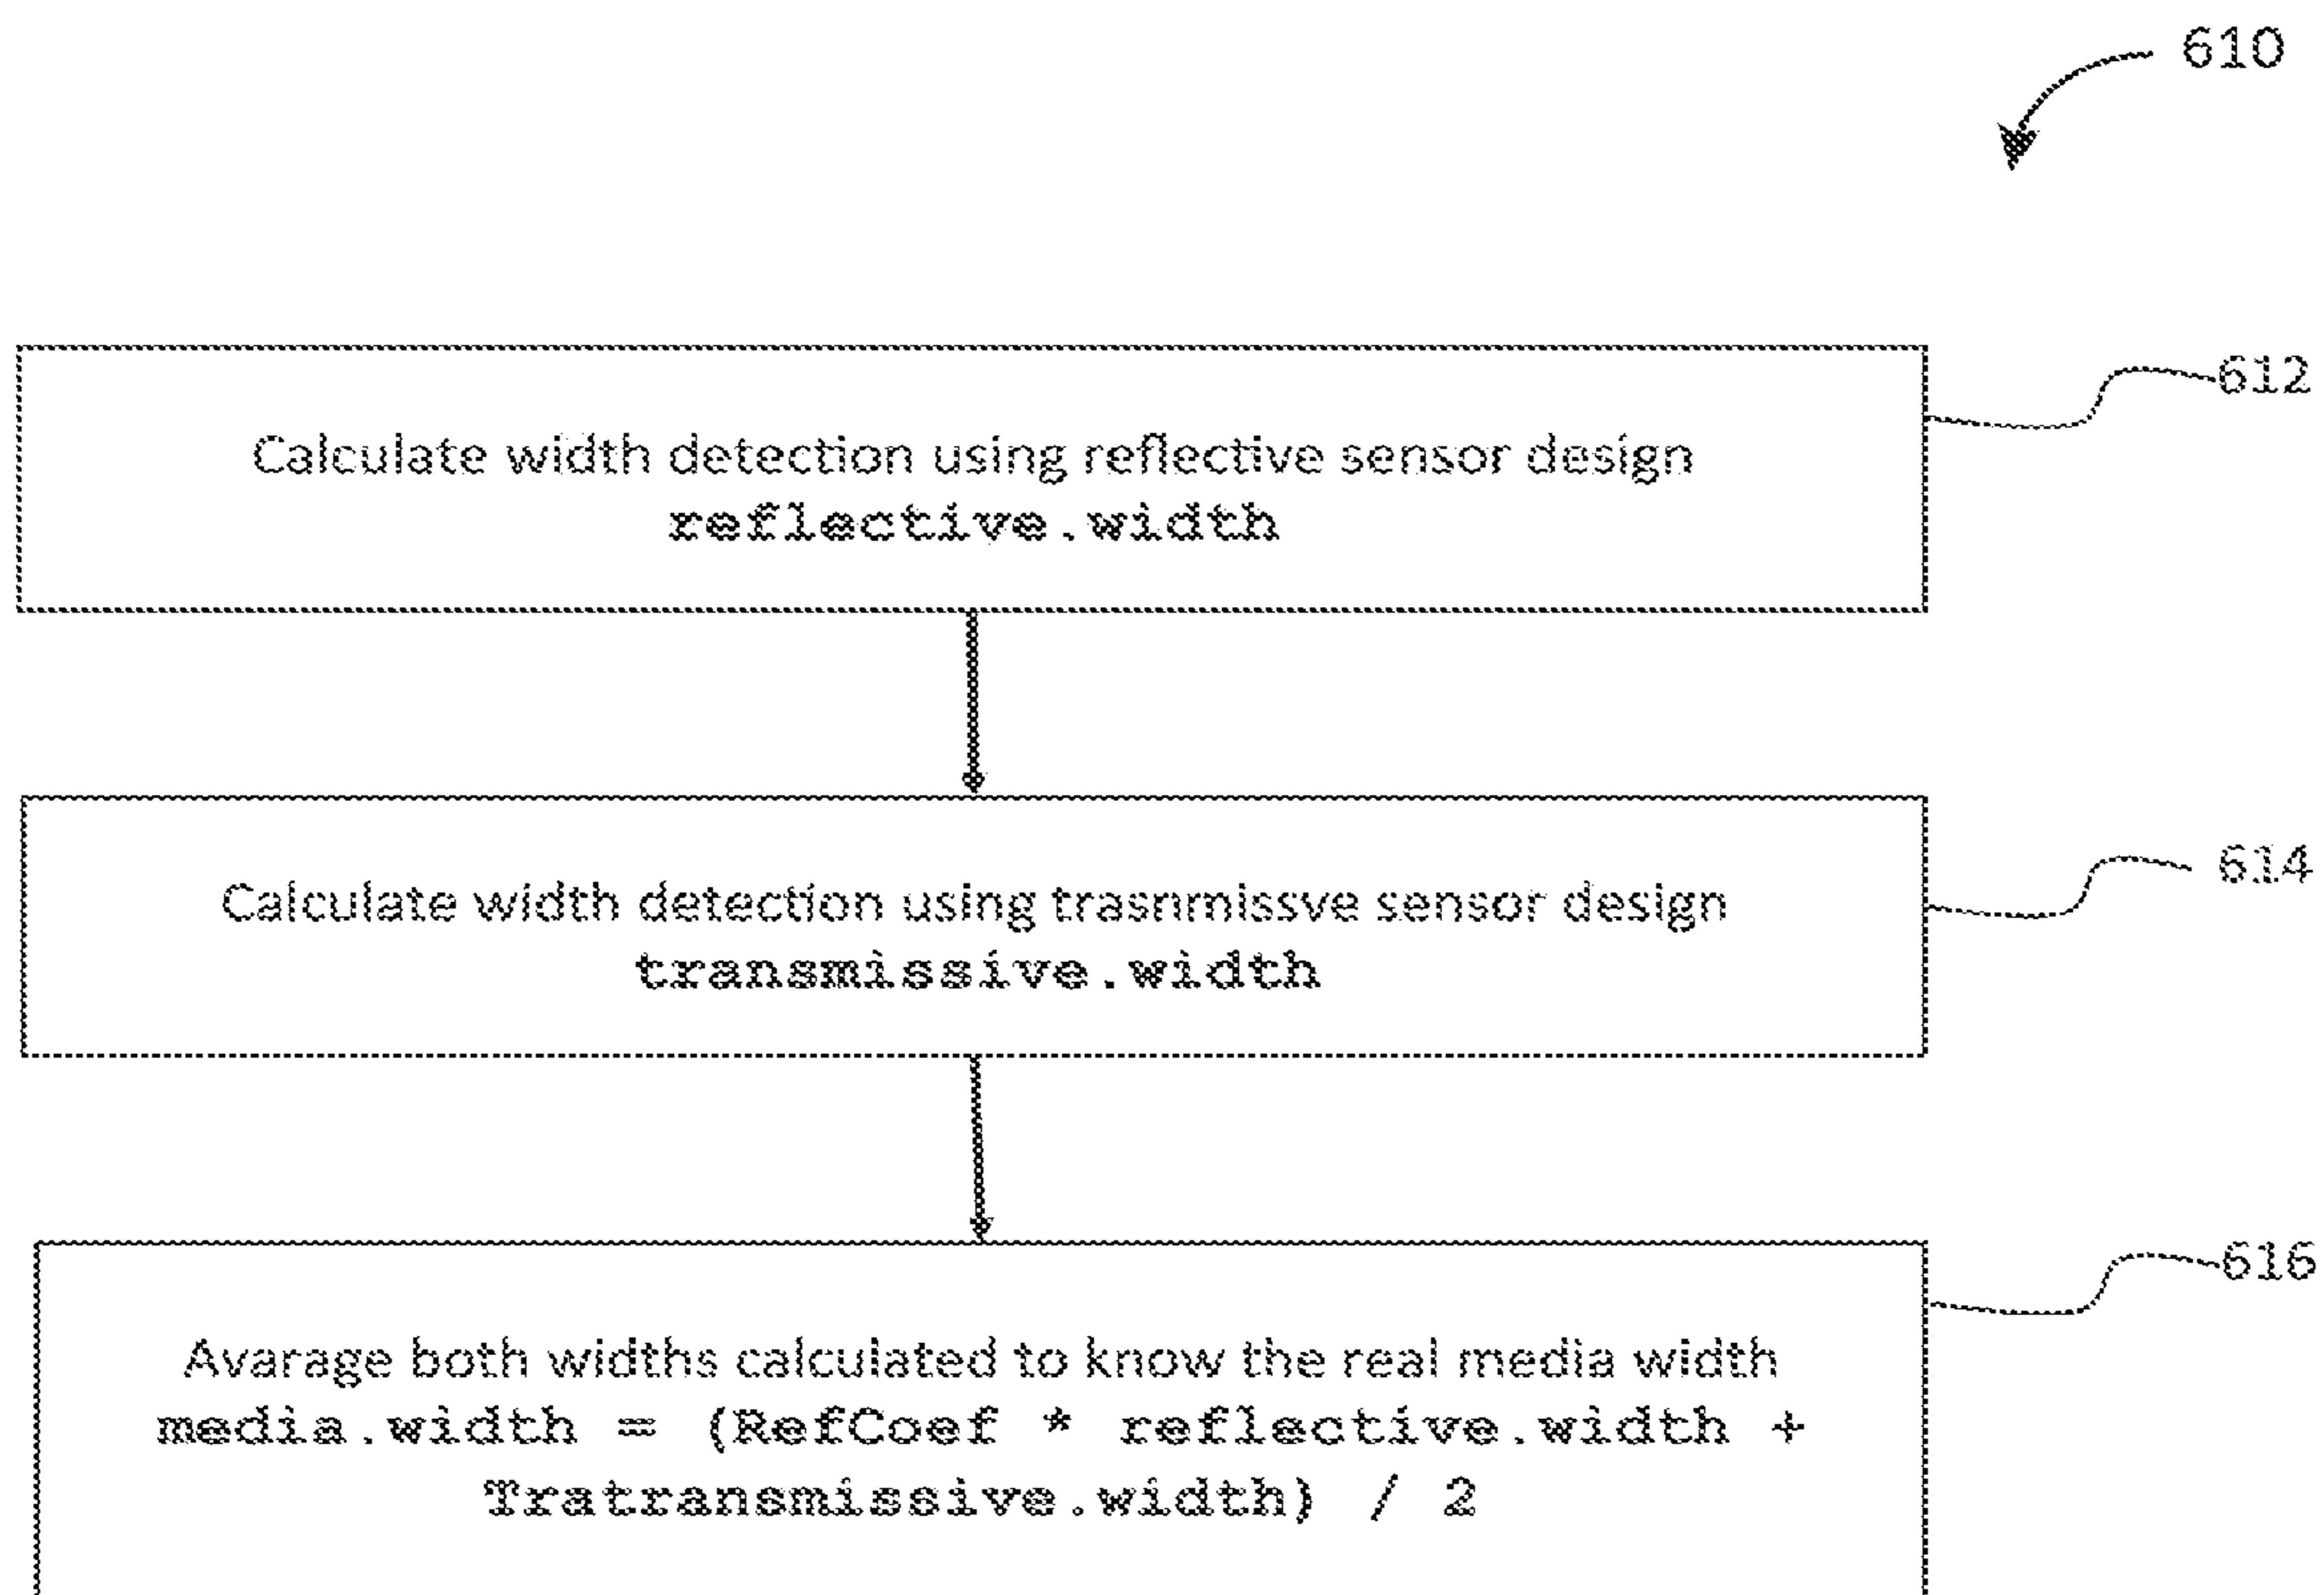 610
612
Calculate width detection using reflective sensor design
reflective.width
614
Calculate width detection using trasnmissve sensor design
transmissive.width
616
Avarage both widths calculated to know the real media width
media.width = (RefCoef * reflective.width +
Tratransmissive.width) / 2